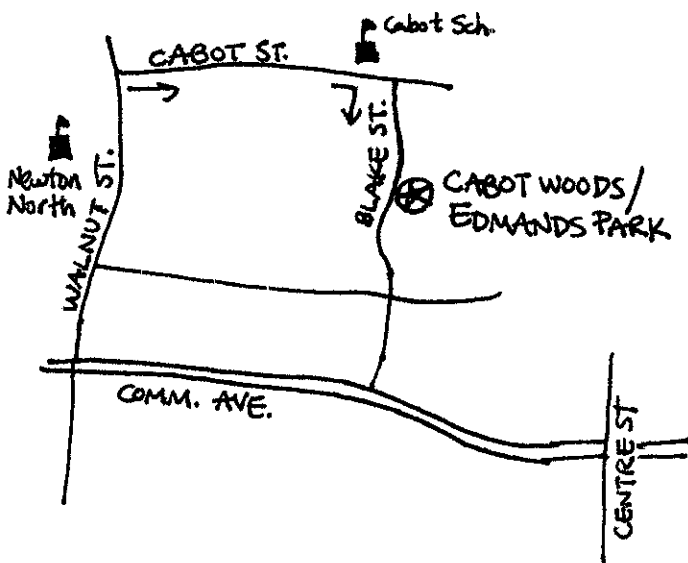 Cabot Sch.
CABOT ST.
Newton
North
WALNUT ST.
BLAKE ST.
CABOT WOODS/
EDMANDS PARK
COMM. AVE.
CENTRE ST